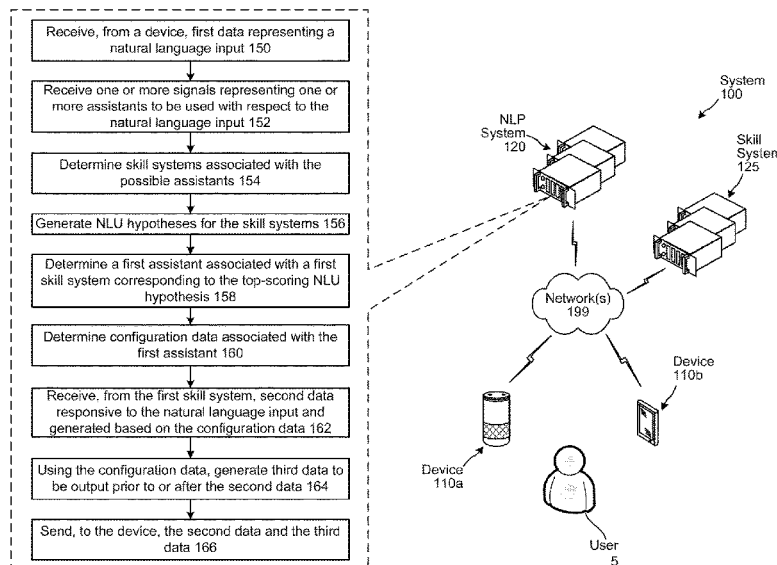 Receive, from a device, first data representing a
natural language input 150
Receive one or more signals representing one or
more assistants to be used with respect to the
natural language input 152
Determine skill systems associated with the
possible assistants 154
Generate NLU hypotheses for the skill systems 156
Determine a first assistant associated with a first
skill system corresponding to the top-scoring NLU
hypothesis 158
Determine configuration data associated with the
first assistant 160
Receive, from the first skill system, second data
responsive to the natural language input and
generated based on the configuration data 162
Using the configuration data, generate third data to
be output prior to or after the second data 164
Send, to the device, the second data and the third
data 166
System
100
NLP
System
120
Skill
System
125
Network(s)
199
Device
110a
Device
110b
User
5